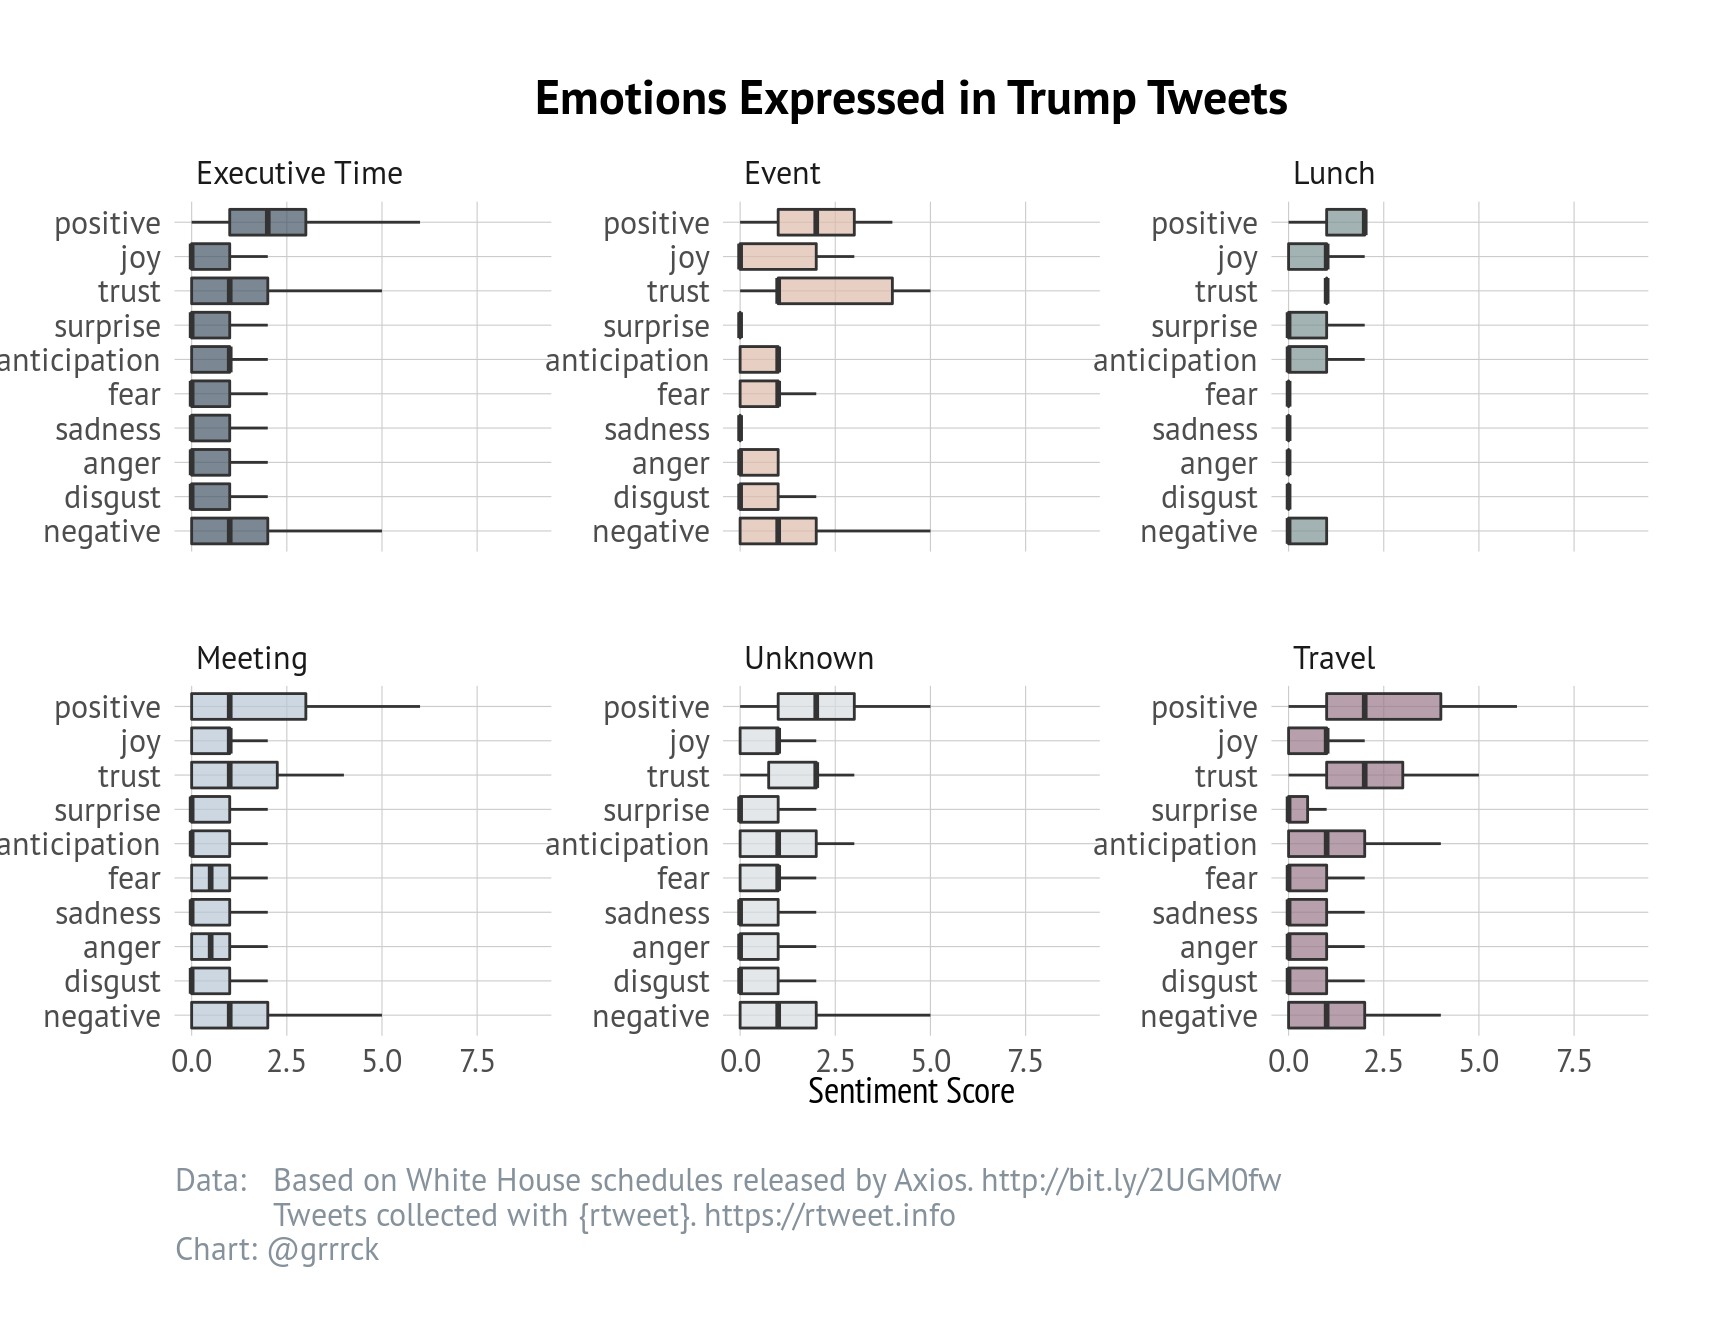 Emotions Expressed in Trump Tweets
Executive Time
positive
joy
trust
surprise
anticipation
fear
sadness
anger
disgust
negative
Event
positive
joy
trust
surprise
anticipation
fear
sadness
anger
disgust
negative
Lunch
positive
joy
trust
surprise
anticipation
fear
sadness
anger
disgust
negative
Meeting
positive
joy
trust
surprise
anticipation
fear
sadness
anger
disgust
negative
0.0 2.5 5.0 7.5
Unknown
positive
joy
trust
surprise
anticipation
fear
sadness
anger
disgust
negative
0.0 2.5 5.0 7.5
Travel
positive
joy
trust
surprise
anticipation
fear
sadness
anger
disgust
negative
0.0 2.5 5.0 7.5
Sentiment Score
Data: Based on White House schedules released by Axios. http://bit.ly/2UGM0fw
Tweets collected with {rtweet}. https://rtweet.info
Chart: @grrrck